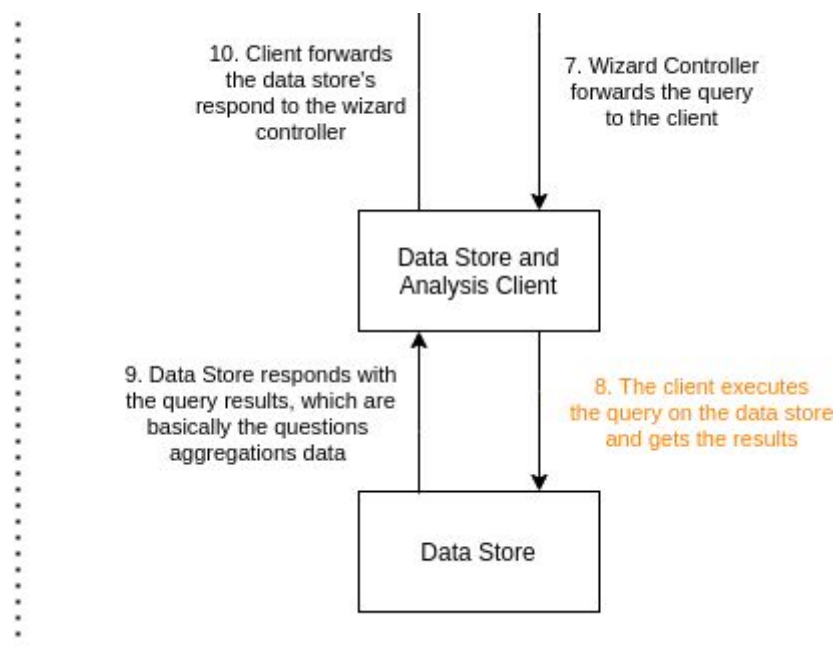 10. Client forwards
the data store's
respond to the wizard
controller
7. Wizard Controller
forwards the query
to the client
Data Store and
Analysis Client
9. Data Store responds with
the query results, which are
basically the questions
aggregations data
8. The client executes
the query on the data store
and gets the results
Data Store